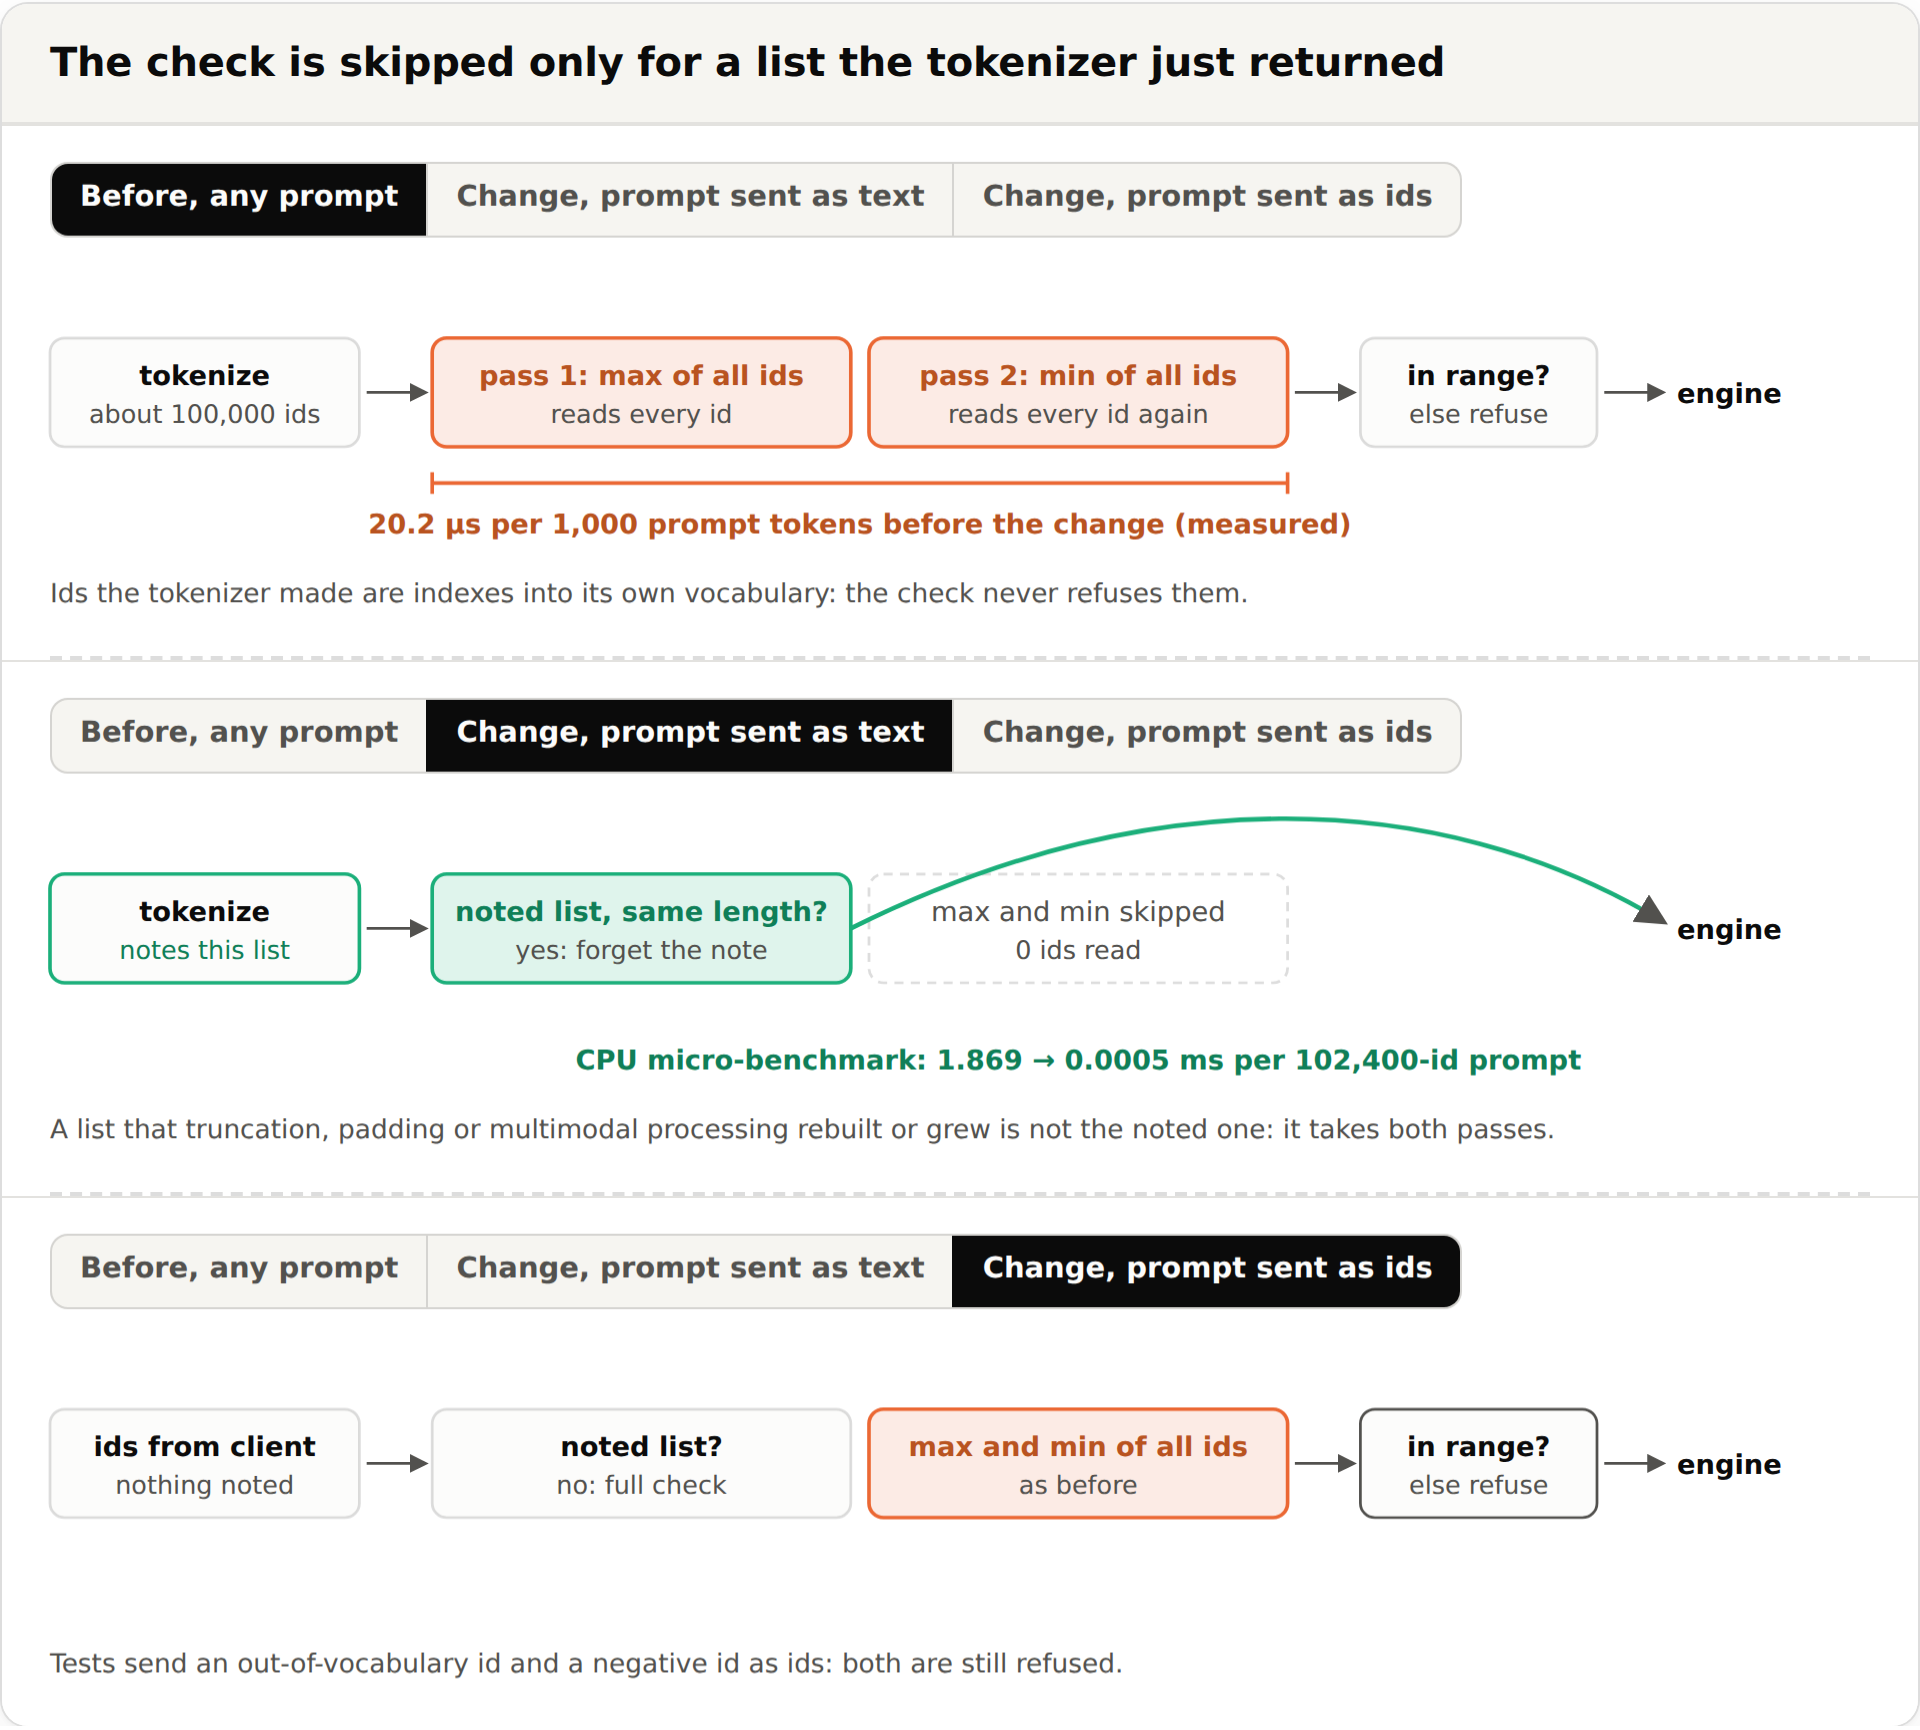 The check is skipped only for a list the tokenizer just returned
Before, any prompt
Change, prompt sent as text
Change, prompt sent as ids
tokenize
about 100,000 ids
pass 1: max of all ids
reads every id
pass 2: min of all ids
reads every id again
in range?
else refuse
engine
20.2 µs per 1,000 prompt tokens before the change (measured)
Ids the tokenizer made are indexes into its own vocabulary: the check never refuses them.
Before, any prompt
Change, prompt sent as text
Change, prompt sent as ids
tokenize
notes this list
noted list, same length?
yes: forget the note
max and min skipped
0 ids read
engine
CPU micro-benchmark: 1.869 → 0.0005 ms per 102,400-id prompt
A list that truncation, padding or multimodal processing rebuilt or grew is not the noted one: it takes both passes.
Before, any prompt
Change, prompt sent as text
Change, prompt sent as ids
ids from client
nothing noted
noted list?
no: full check
max and min of all ids
as before
in range?
else refuse
engine
Tests send an out-of-vocabulary id and a negative id as ids: both are still refused.